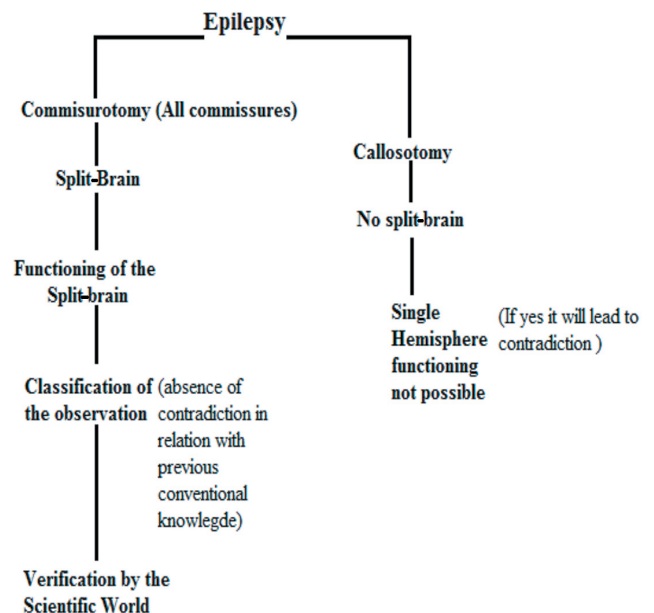 Epilepsy
Commisurotomy (All commissures)
Split-Brain
Functioning of the
Split-brain
Classification of (absence of
the observation contradiction in
relation with
previous
conventional
knowlegde)
Verification by the
Scientific World
Callosotomy
No split-brain
Single (If yes it will lead to
Hemisphere contradiction )
functioning
not possible